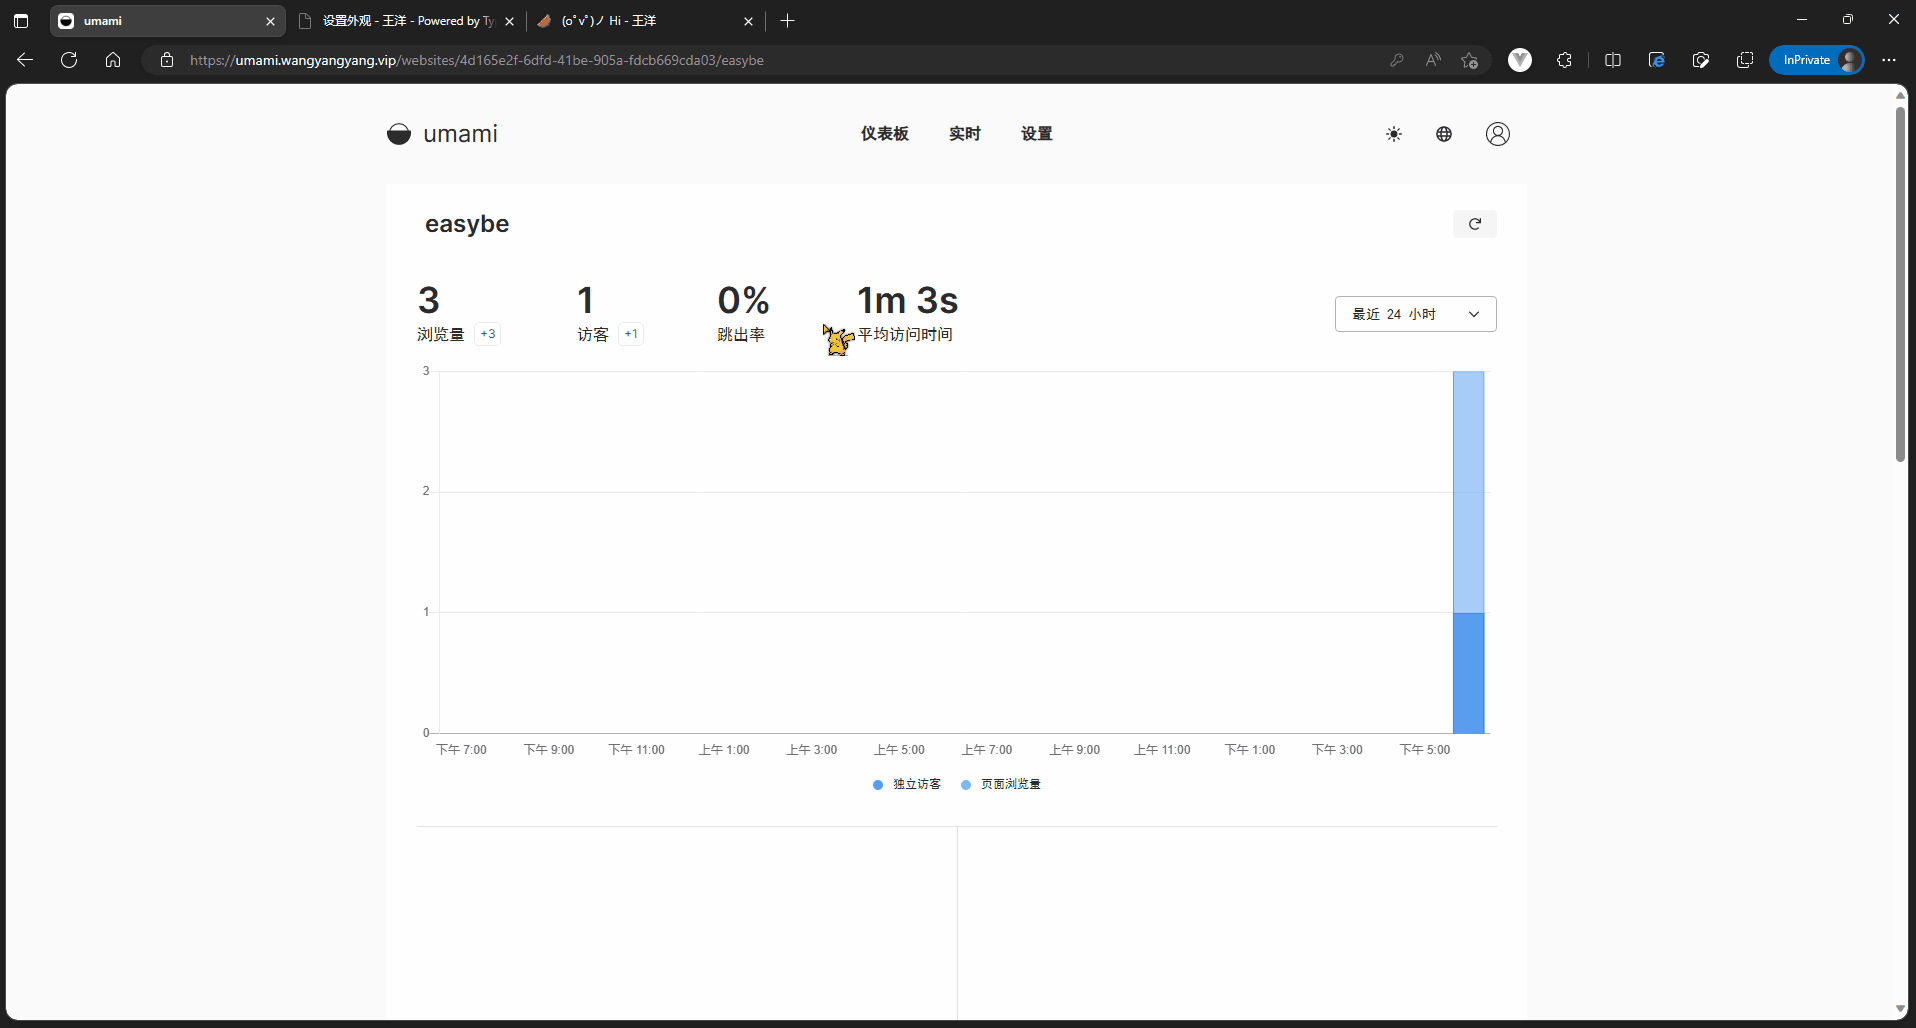 umami
设置外观 - 王洋 - Powered by Ty
(oﾟvﾟ)ノ Hi - 王洋
https://umami.wangyangyang.vip/websites/4d165e2f-6dfd-41be-905a-fdcb669cda03/easybe
InPrivate
umami
仪表板
实时
设置
easybe
3
1
0%
1m 3s
浏览量 +3
访客 +1
跳出率
平均访问时间
最近 24 小时
3
2
1
0
下午 7:00
下午 9:00
下午 11:00
上午 1:00
上午 3:00
上午 5:00
上午 7:00
上午 9:00
上午 11:00
下午 1:00
下午 3:00
下午 5:00
独立访客
页面浏览量